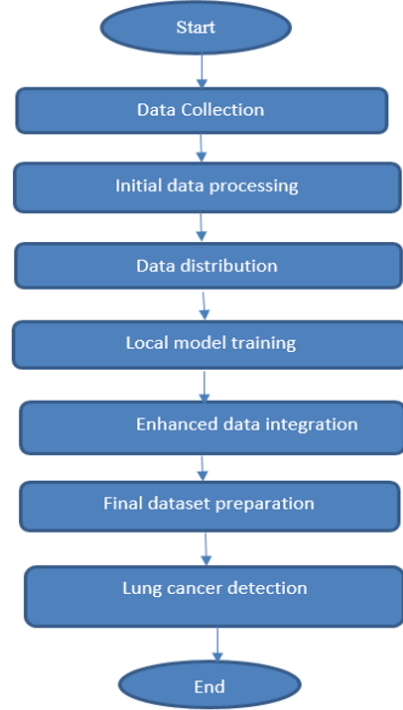 Start
Data Collection
Initial data processing
Data distribution
Local model training
Enhanced data integration
Final dataset preparation
Lung cancer detection
End